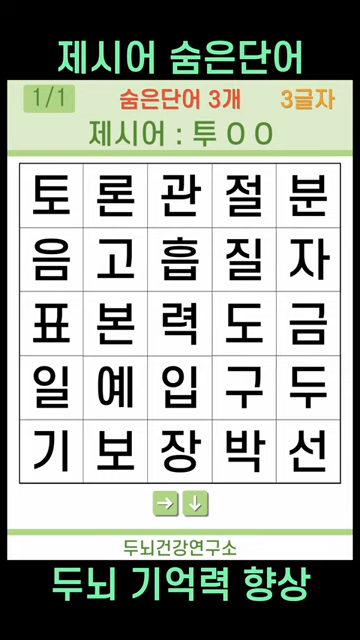 제시어 숨은단어
1/1 숨은단어 3개 3글자
제시어 : 투 O O
토 론 관 절 분
음 고 흡 질 자
표 본 력 도 금
일 예 입 구 두
기 보 장 박 선
→ ↓
두뇌건강연구소
두뇌 기억력 향상